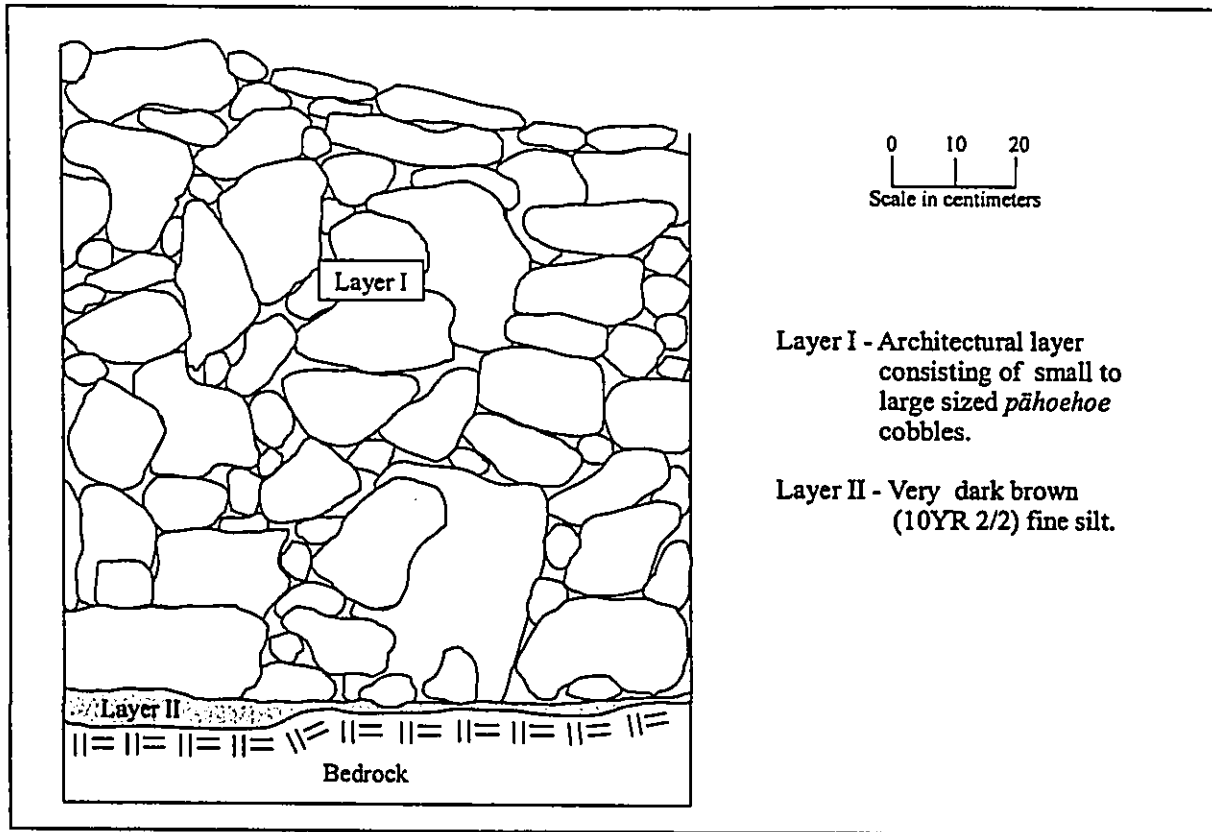 0 10 20
Scale in centimeters
Layer I
Layer I - Architectural layer
consisting of small to
large sized pāhoehoe
cobbles.
Layer II - Very dark brown
(10YR 2/2) fine silt.
Layer II
Bedrock